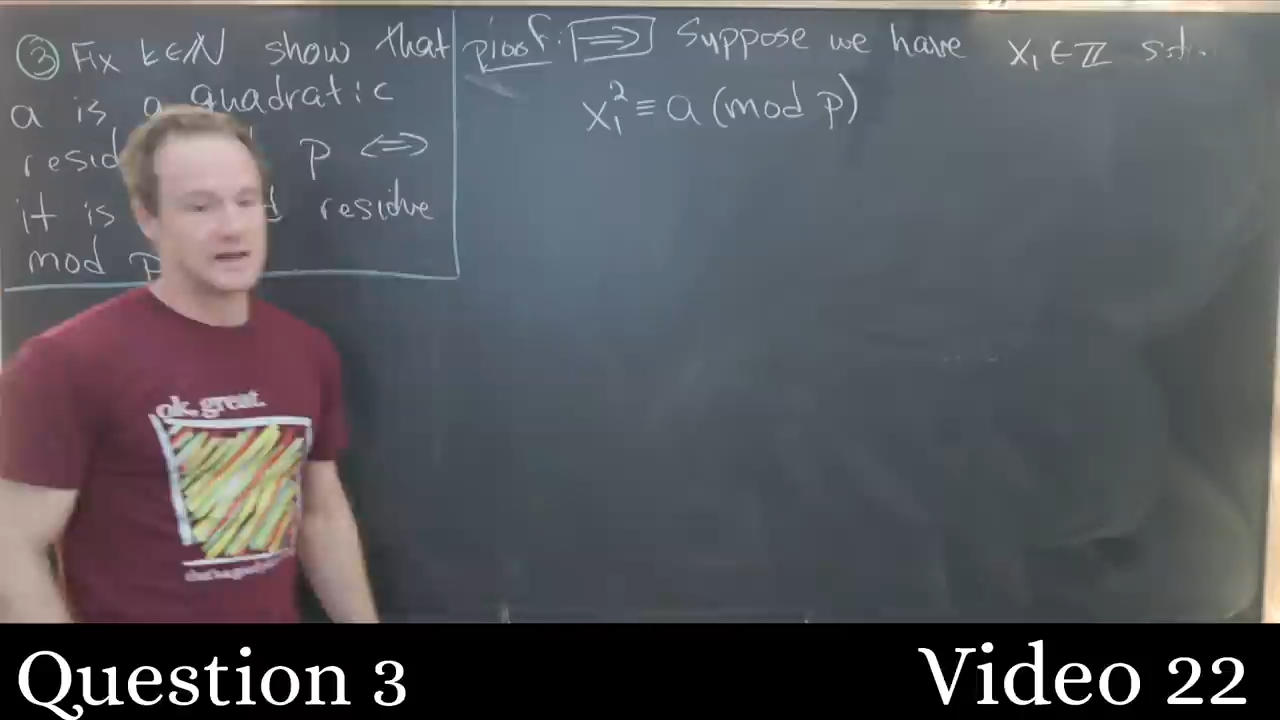 ③ Fix k∈ℕ show that
a is a quadratic
resid p ⟺
it is residue
mod p
proof: ⟹ Suppose we have x₁ ∈ ℤ s.t.
x₁² ≡ a (mod p)
ok, great.
Question 3
Video 22